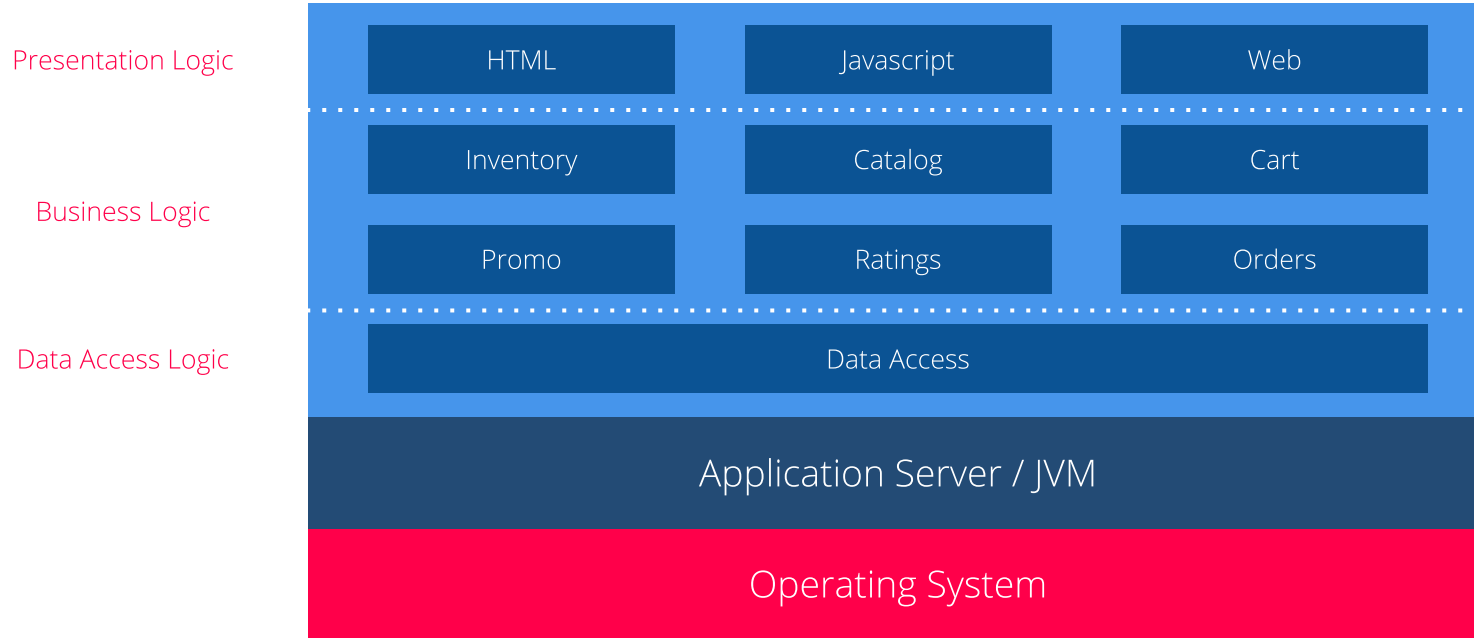 Presentation Logic
HTML
Javascript
Web
Inventory
Catalog
Cart
Business Logic
Promo
Ratings
Orders
Data Access Logic
Data Access
Application Server / JVM
Operating System